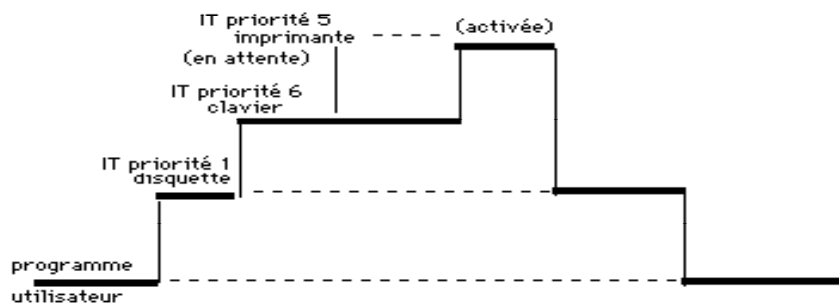 IT priorité 5
imprimante
(en attente)
(activée)
IT priorité 6
clavier
IT priorité 1
disquette
programme
utilisateur